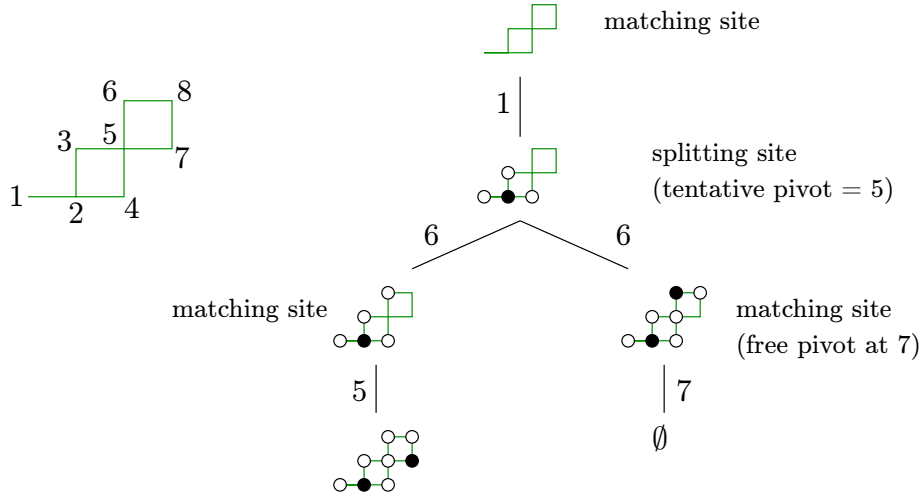 matching site
1
6
8
3
5
7
1
2
4
splitting site
(tentative pivot = 5)
6
6
matching site
matching site
(free pivot at 7)
5
7
∅